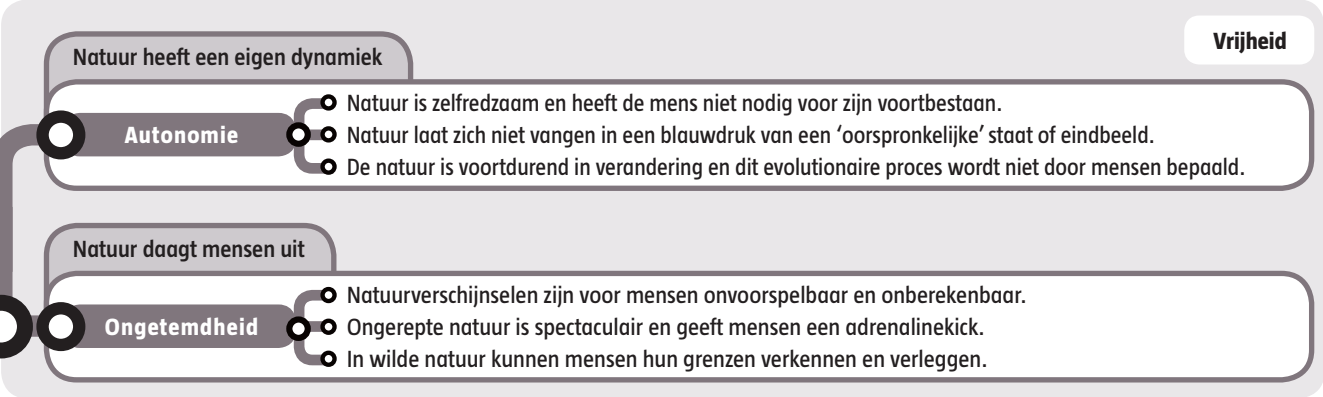 Vrijheid
Natuur heeft een eigen dynamiek
Autonomie
Natuur is zelfredzaam en heeft de mens niet nodig voor zijn voortbestaan.
Natuur laat zich niet vangen in een blauwdruk van een ‘oorspronkelijke’ staat of eindbeeld.
De natuur is voortdurend in verandering en dit evolutionaire proces wordt niet door mensen bepaald.
Natuur daagt mensen uit
Ongetemdheid
Natuurverschijnselen zijn voor mensen onvoorspelbaar en onberekenbaar.
Ongerepte natuur is spectaculair en geeft mensen een adrenalinekick.
In wilde natuur kunnen mensen hun grenzen verkennen en verleggen.